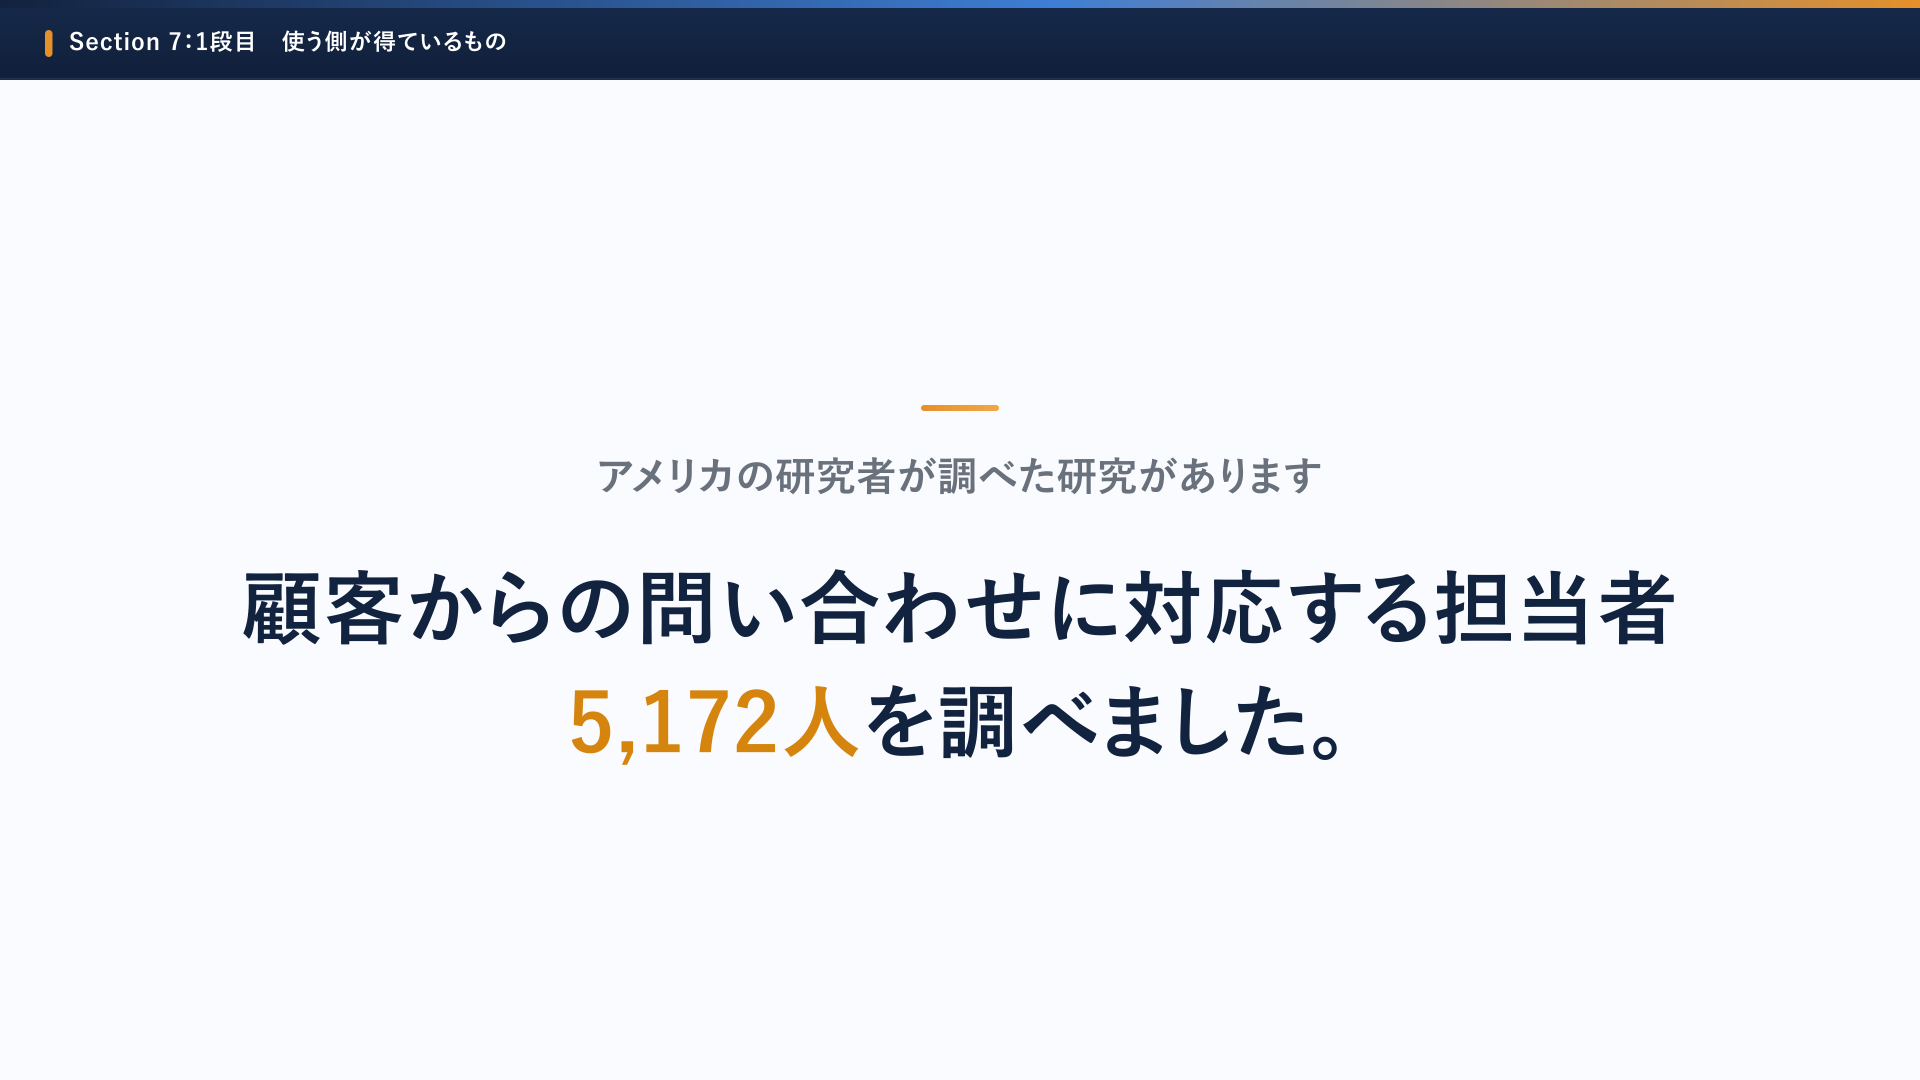 Section 7：1段目　使う側が得ているもの
アメリカの研究者が調べた研究があります
顧客からの問い合わせに対応する担当者
5,172人を調べました。